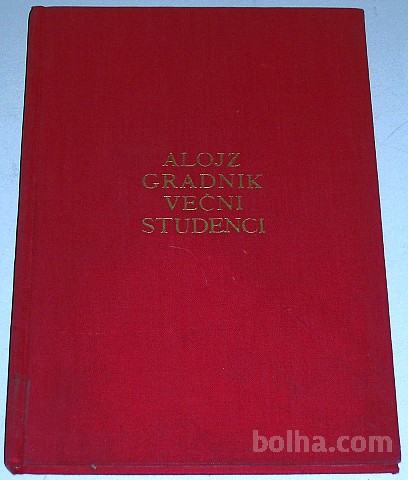 ALOJZ
GRADNIK
VEČNI
STUDENCI
bolha.com